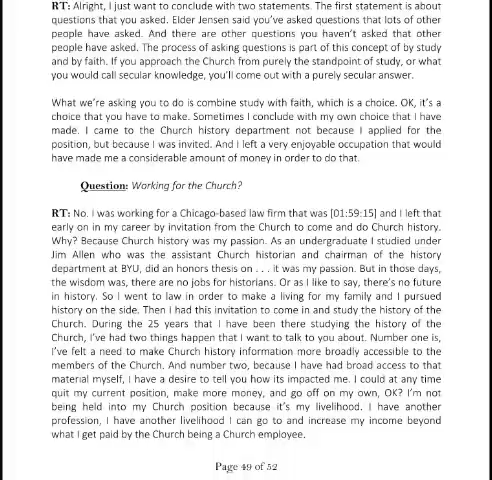 RT: Alright, I just want to conclude with two statements. The first statement is about
questions that you asked. Elder Jensen said you've asked questions that lots of other
people have asked. And there are other questions you haven't asked that other
people have asked. The process of asking questions is part of this concept of by study
and by faith. If you approach the Church from purely the standpoint of study, or what
you would call secular knowledge, you'll come out with a purely secular answer.
What we're asking you to do is combine study with faith, which is a choice. OK, it's a
choice that you have to make. Sometimes I conclude with my own choice that I have
made. I came to the Church history department not because I applied for the
position, but because I was invited. And I left a very enjoyable occupation that would
have made me a considerable amount of money in order to do that.
Question: Working for the Church?
RT: No. I was working for a Chicago-based law firm that was [01:59:15] and I left that
early on in my career by invitation from the Church to come and do Church history.
Why? Because Church history was my passion. As an undergraduate I studied under
Jim Allen who was the assistant Church historian and chairman of the history
department at BYU, did an honors thesis on . . . it was my passion. But in those days,
the wisdom was, there are no jobs for historians. Or as I like to say, there's no future
in history. So I went to law in order to make a living for my family and I pursued
history on the side. Then I had this invitation to come in and study the history of the
Church. During the 25 years that I have been there studying the history of the
Church, I've had two things happen that I want to talk to you about. Number one is,
I've felt a need to make Church history information more broadly accessible to the
members of the Church. And number two, because I have had broad access to that
material myself, I have a desire to tell you how its impacted me. I could at any time
quit my current position, make more money, and go off on my own, OK? I'm not
being held into my Church position because it's my livelihood. I have another
profession, I have another livelihood I can go to and increase my income beyond
what I get paid by the Church being a Church employee.
Page 49 of 52